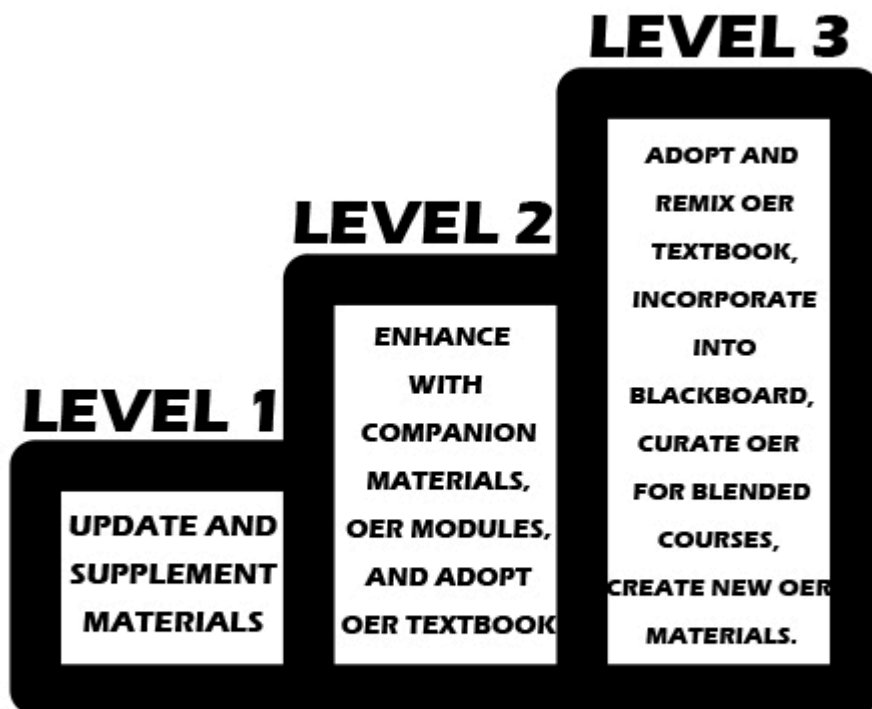 LEVEL 1
UPDATE AND
SUPPLEMENT
MATERIALS
LEVEL 2
ENHANCE
WITH
COMPANION
MATERIALS,
OER MODULES,
AND ADOPT
OER TEXTBOOK
LEVEL 3
ADOPT AND
REMIX OER
TEXTBOOK,
INCORPORATE
INTO
BLACKBOARD,
CURATE OER
FOR BLENDED
COURSES,
CREATE NEW OER
MATERIALS.